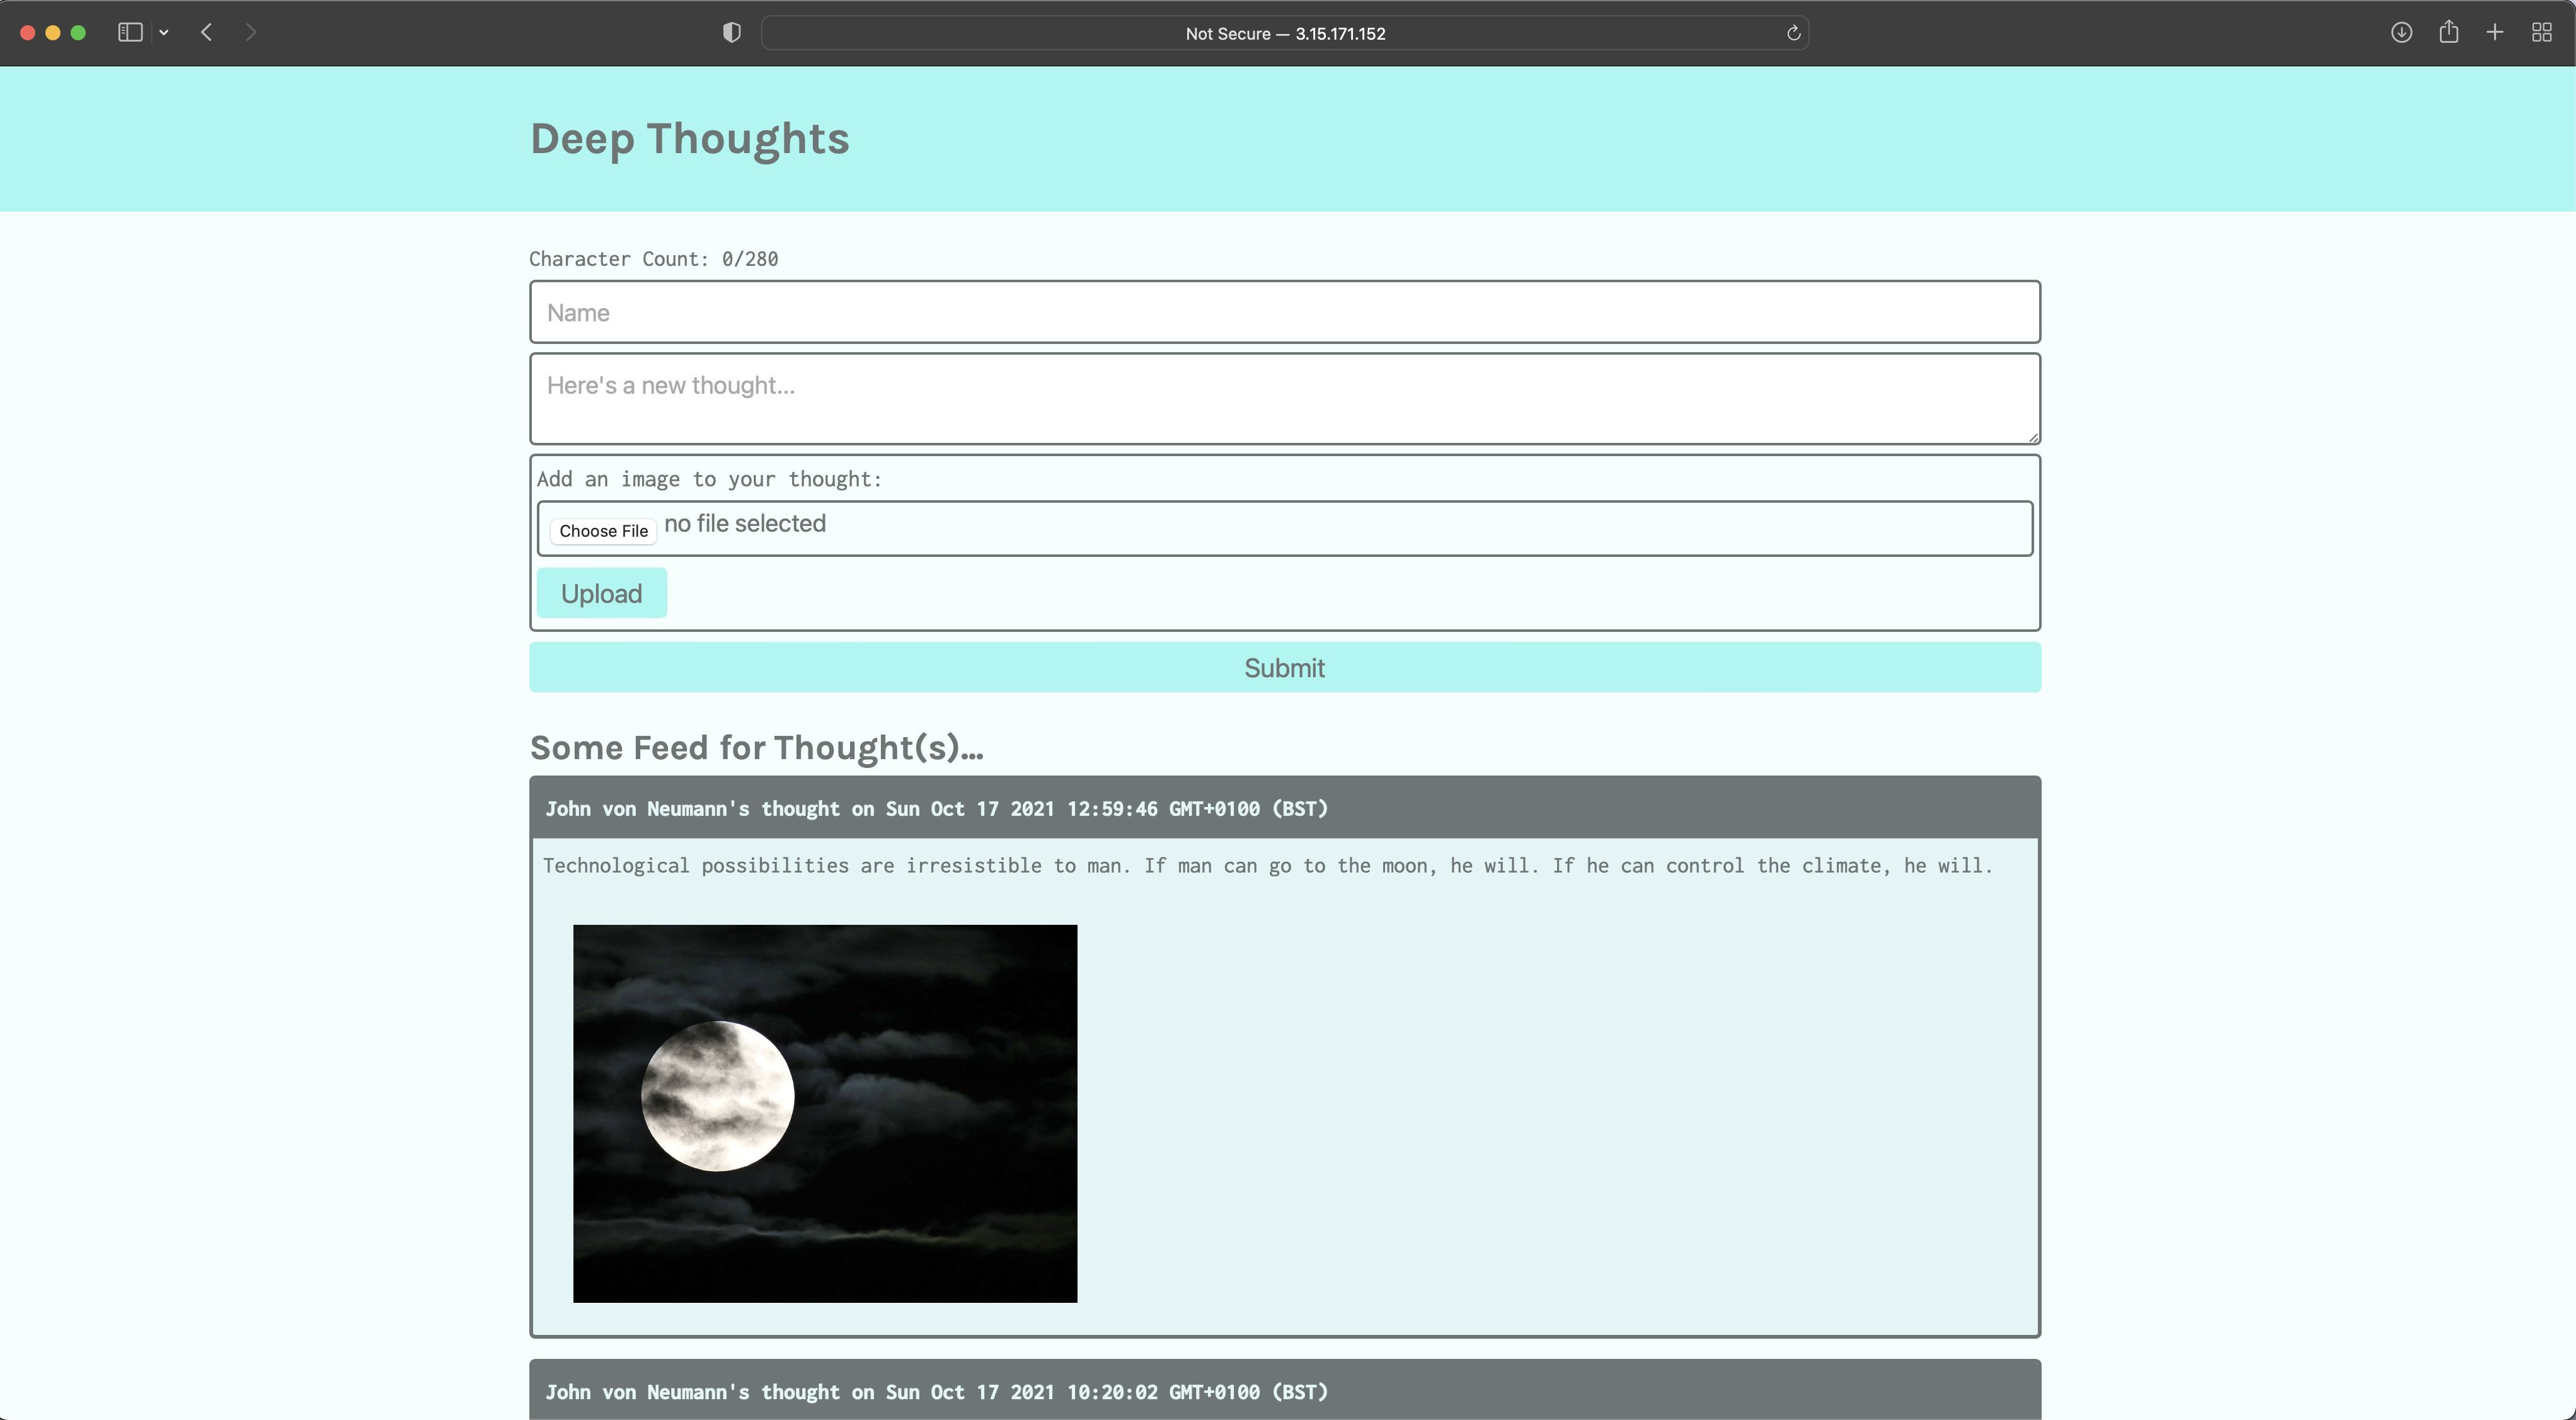 Not Secure — 3.15.171.152
Deep Thoughts
Character Count: 0/280
Name
Here's a new thought...
Add an image to your thought:
Choose File no file selected
Upload
Submit
Some Feed for Thought(s)...
John von Neumann's thought on Sun Oct 17 2021 12:59:46 GMT+0100 (BST)
Technological possibilities are irresistible to man. If man can go to the moon, he will. If he can control the climate, he will.
John von Neumann's thought on Sun Oct 17 2021 10:20:02 GMT+0100 (BST)